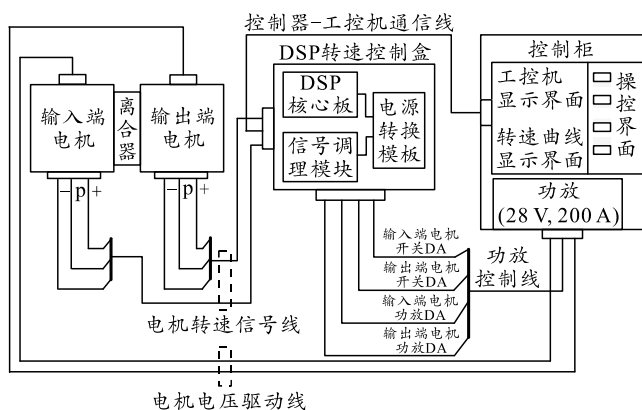 控制器-工控机通信线
DSP转速控制盒
控制柜
DSP
核心板
信号调
理模块
电源
转换
模板
工控机
显示界面
转速曲线
显示界面
操
控
界
面
功放
(28 V, 200 A)
输入端
电机
离
合
器
输出端
电机
- p +
- p +
输入端电机
开关DA
输出端电机
开关DA
输入端电机
功放DA
输出端电机
功放DA
功放
控制线
电机转速信号线
电机电压驱动线